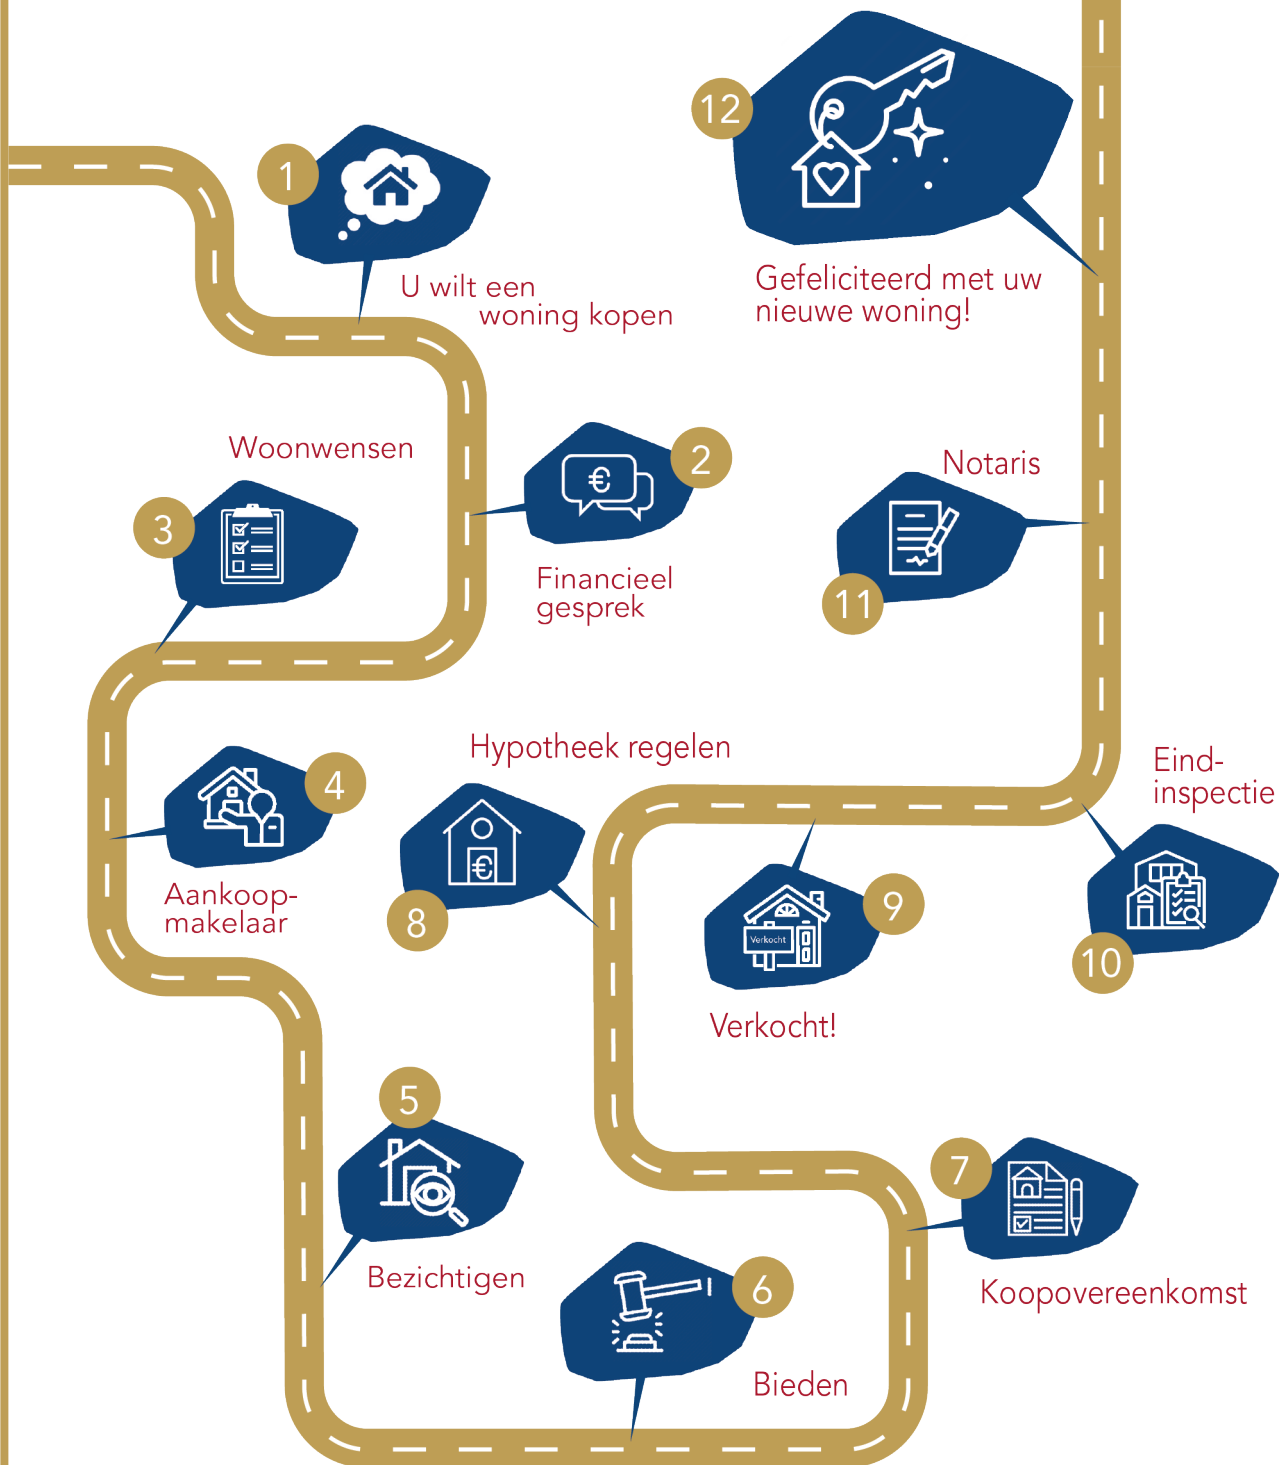 1
U wilt een
woning kopen
2
€
Financieel
gesprek
Woonwensen
3
4
Aankoop-
makelaar
5
Bezichtigen
6
Bieden
7
Koopovereenkomst
Hypotheek regelen
€
8
9
Verkocht
Verkocht!
Eind-
inspectie
10
Notaris
11
12
Gefeliciteerd met uw
nieuwe woning!